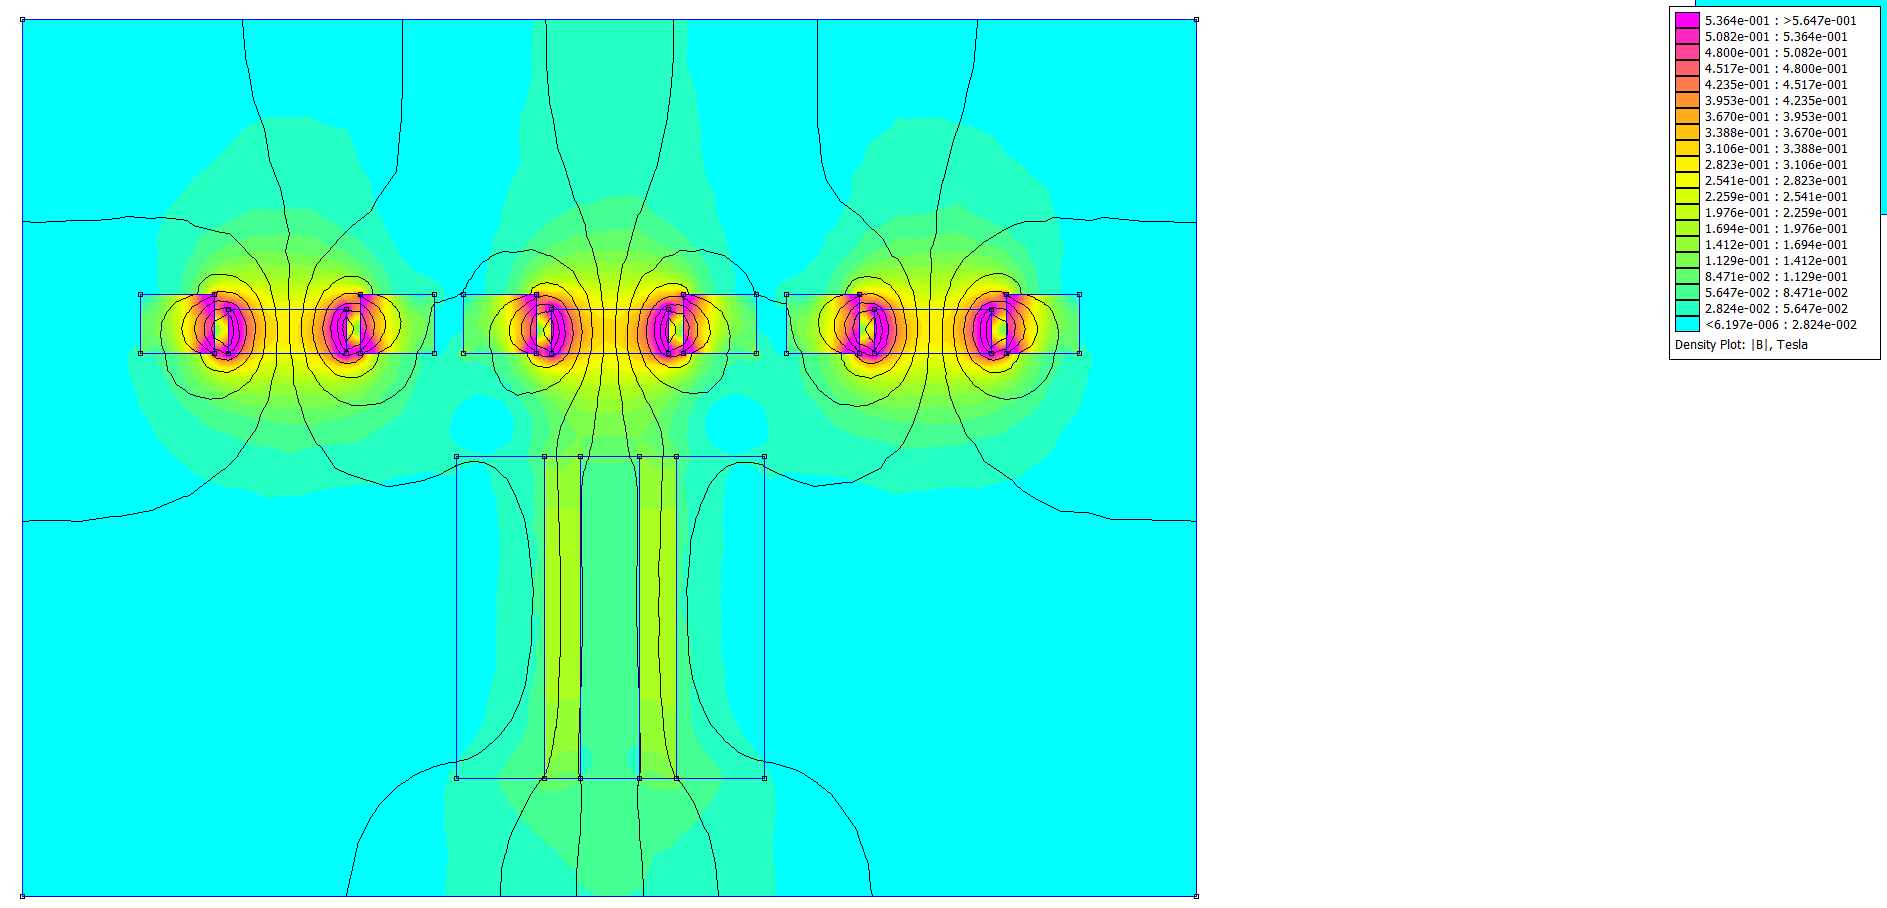 5.364e-001 : >5.647e-001
5.082e-001 : 5.364e-001
4.800e-001 : 5.082e-001
4.517e-001 : 4.800e-001
4.235e-001 : 4.517e-001
3.953e-001 : 4.235e-001
3.670e-001 : 3.953e-001
3.388e-001 : 3.670e-001
3.106e-001 : 3.388e-001
2.823e-001 : 3.106e-001
2.541e-001 : 2.823e-001
2.259e-001 : 2.541e-001
1.976e-001 : 2.259e-001
1.694e-001 : 1.976e-001
1.412e-001 : 1.694e-001
1.129e-001 : 1.412e-001
8.471e-002 : 1.129e-001
5.647e-002 : 8.471e-002
2.824e-002 : 5.647e-002
<6.197e-006 : 2.824e-002
Density Plot: |B|, Tesla